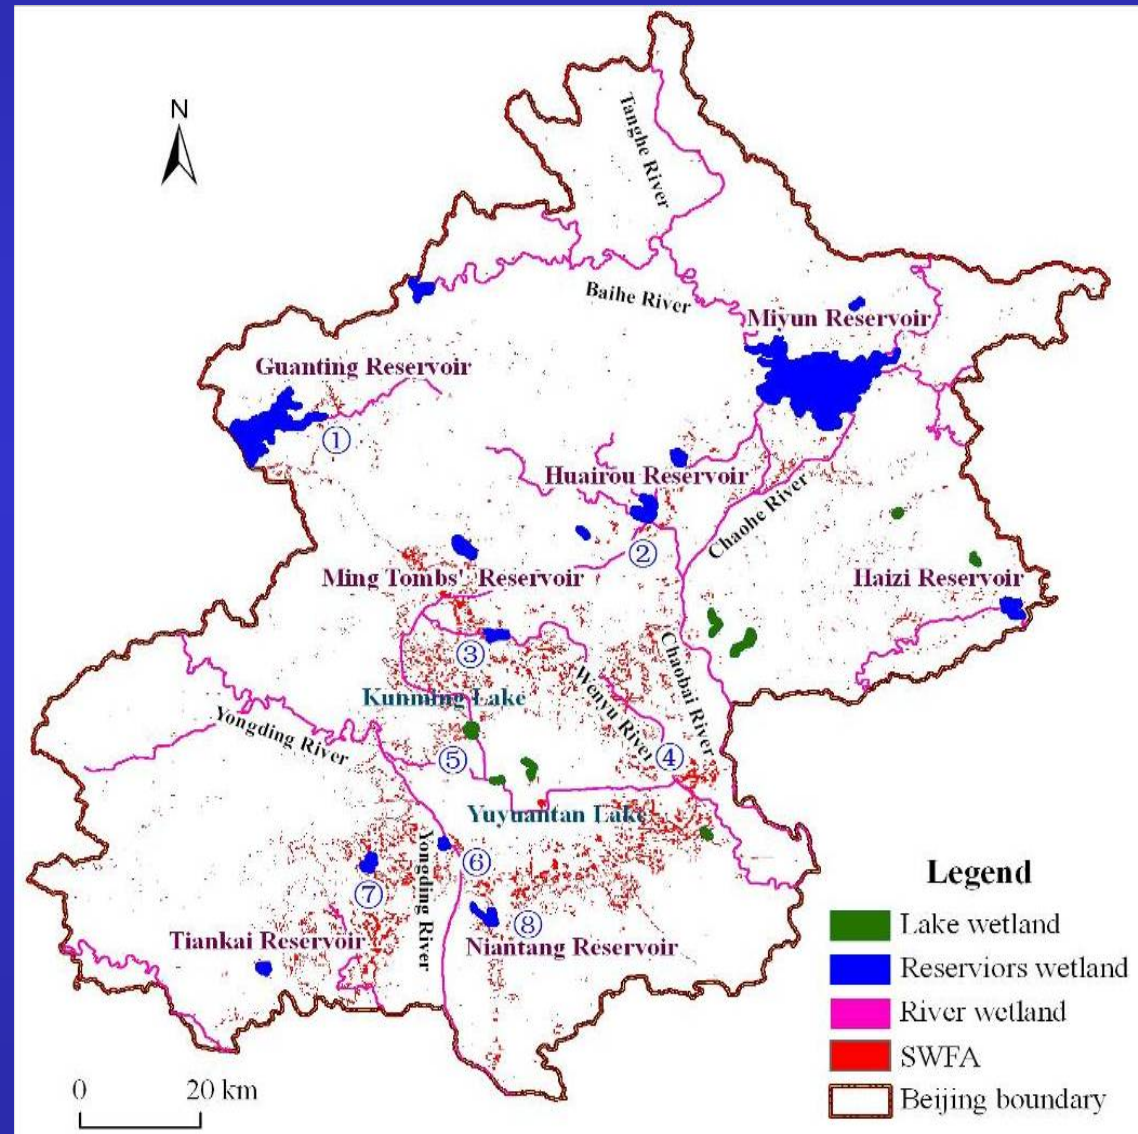 N
Tanghe River
Baihe River
Miyun Reservoir
Guanting Reservoir
①
Huairou Reservoir
Chaohe River
②
Ming Tombs' Reservoir
Haizi Reservoir
③
Chaobai River
Kunming Lake
Wenyu River
Yongding River
⑤
④
Yuyuantan Lake
Yongding River
⑥
⑦
⑧
Tiankai Reservoir
Niantang Reservoir
Legend
Lake wetland
Reserviors wetland
River wetland
SWFA
Beijing boundary
0 20 km